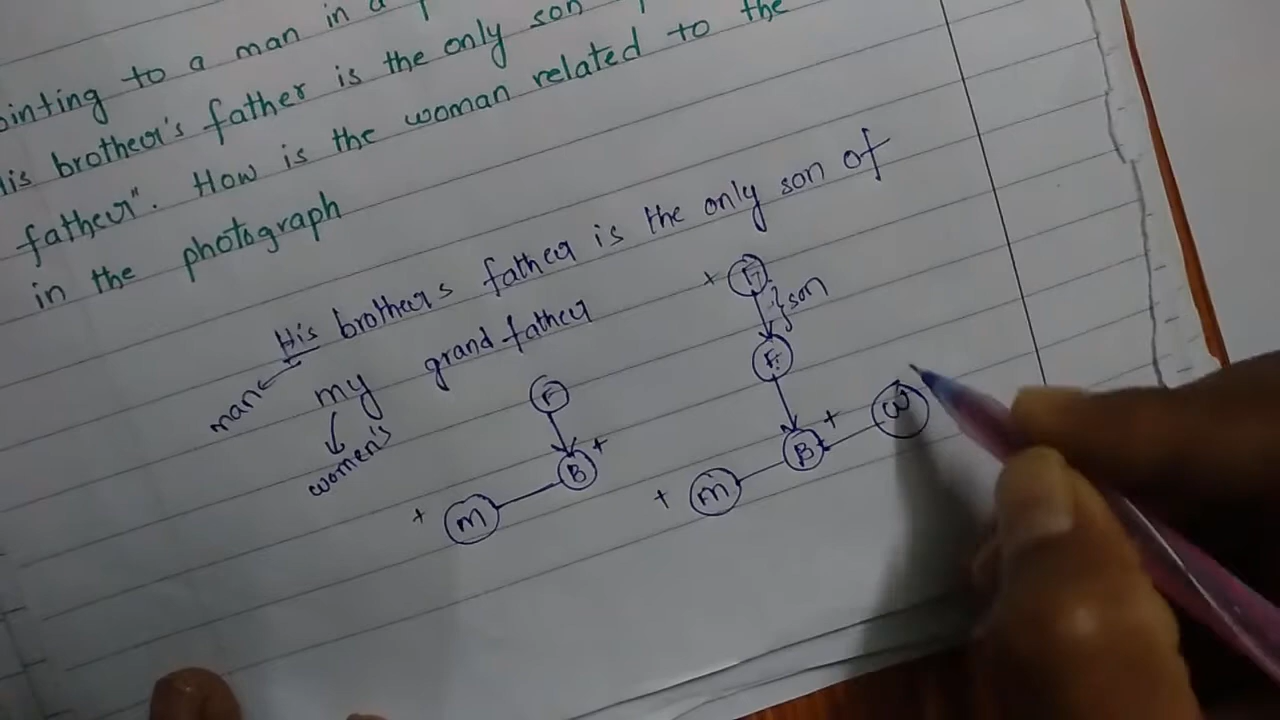 ointing to a man in a
His brother's father is the only son
father". How is the woman related to the
in the photograph
His brothers father is the only son of
my grand father
man
women's
+ son
F F
F B + + W
+ M + M B